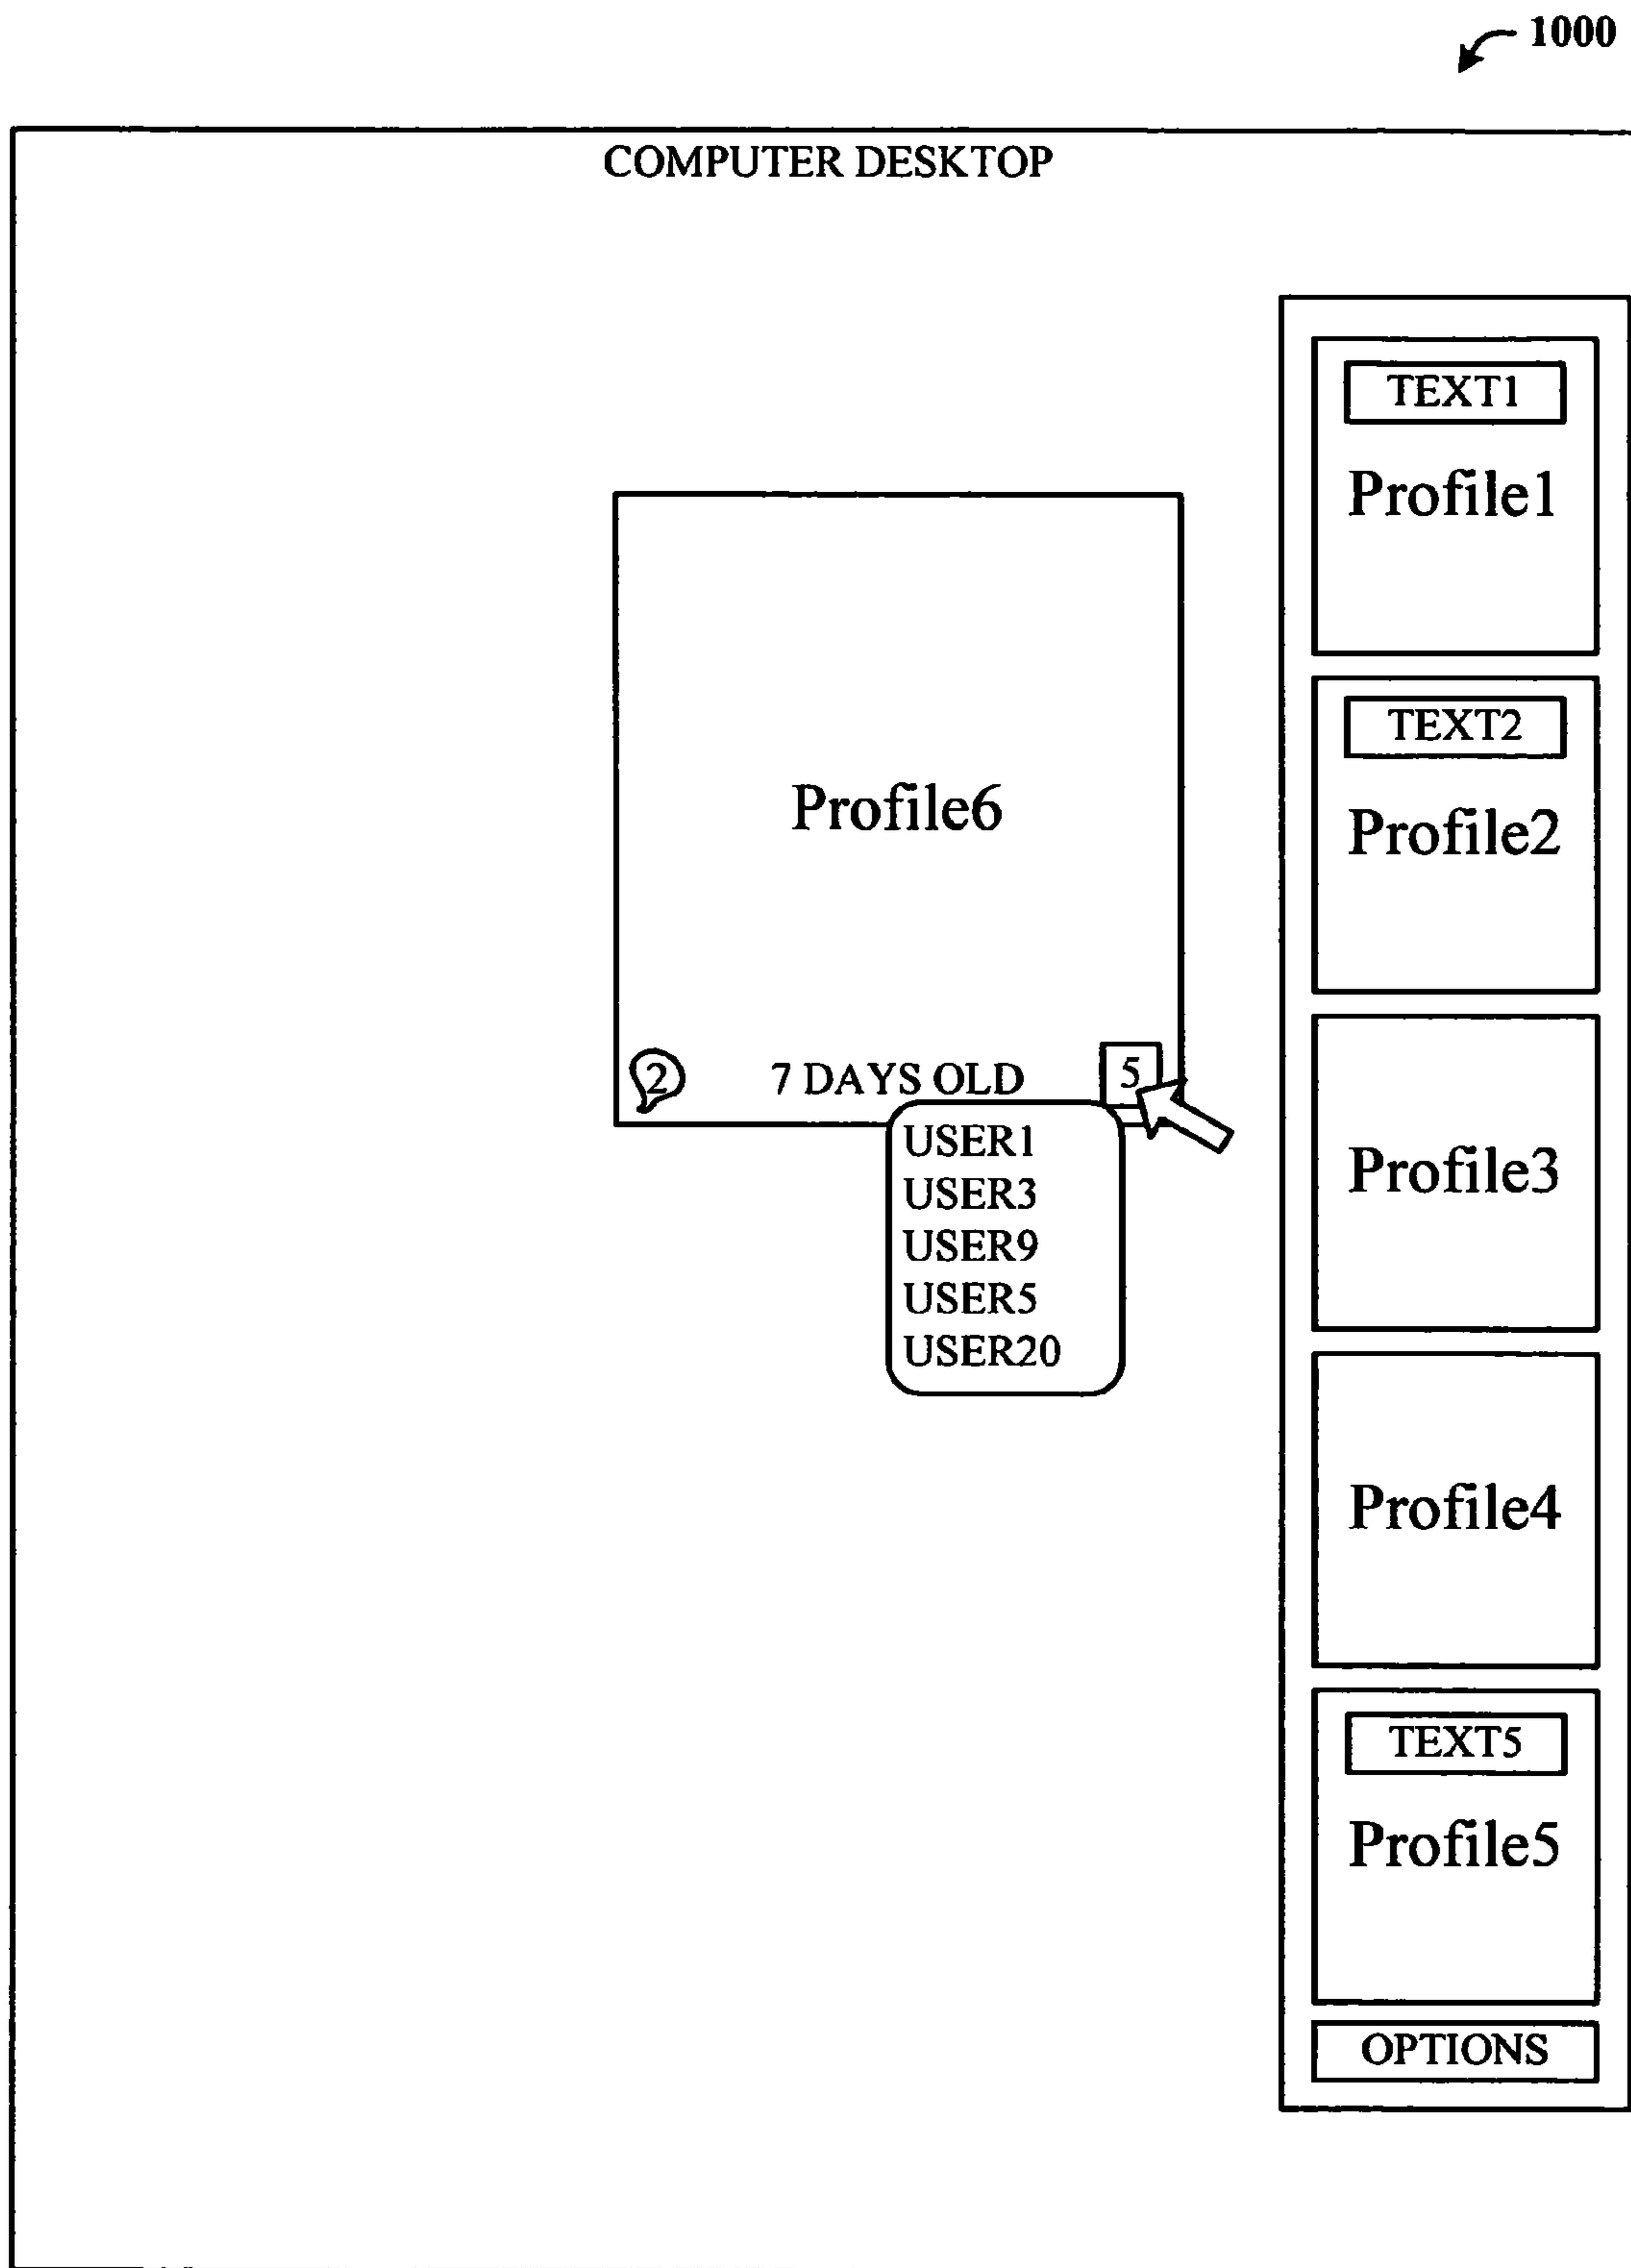 1000
COMPUTER DESKTOP
Profile6
2 7 DAYS OLD 5
USER1
USER3
USER9
USER5
USER20
TEXT1
Profile1
TEXT2
Profile2
Profile3
Profile4
TEXT5
Profile5
OPTIONS